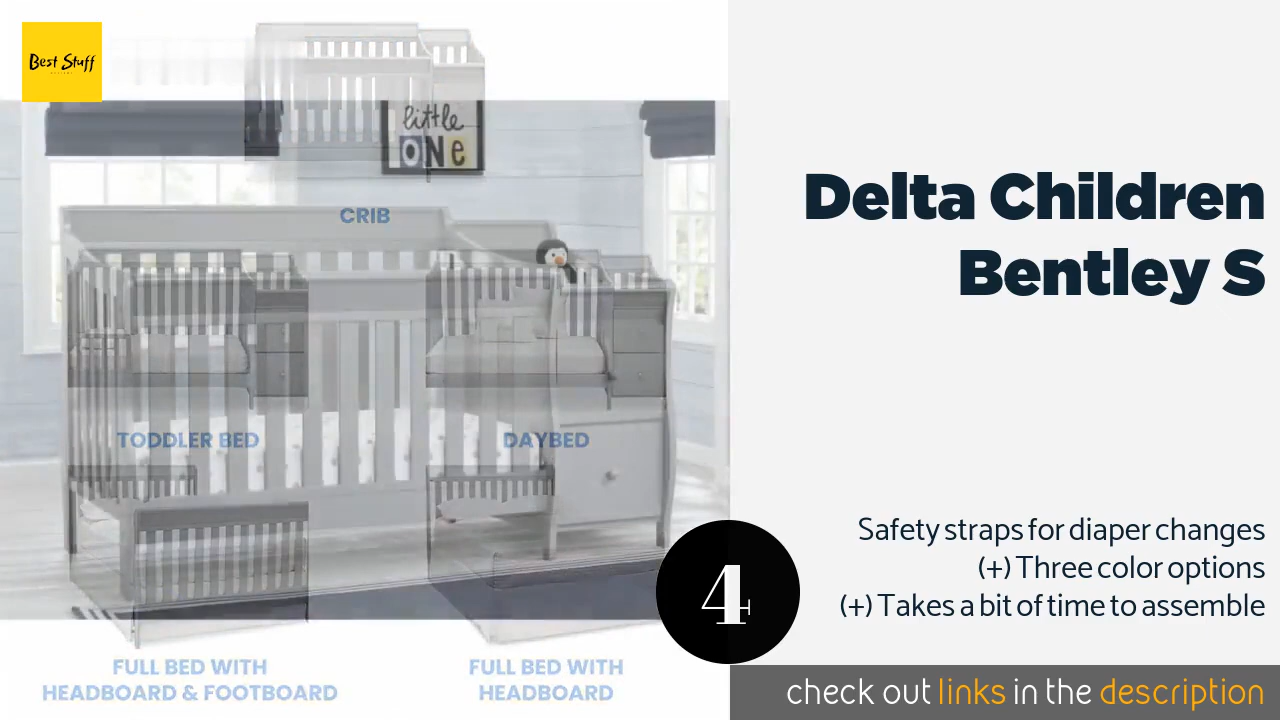 Best Stuff
little
ONe
CRIB
TODDLER BED
DAYBED
FULL BED WITH
HEADBOARD & FOOTBOARD
FULL BED WITH
HEADBOARD
Delta Children
Bentley S
Safety straps for diaper changes
(+) Three color options
(+) Takes a bit of time to assemble
4
check out links in the description